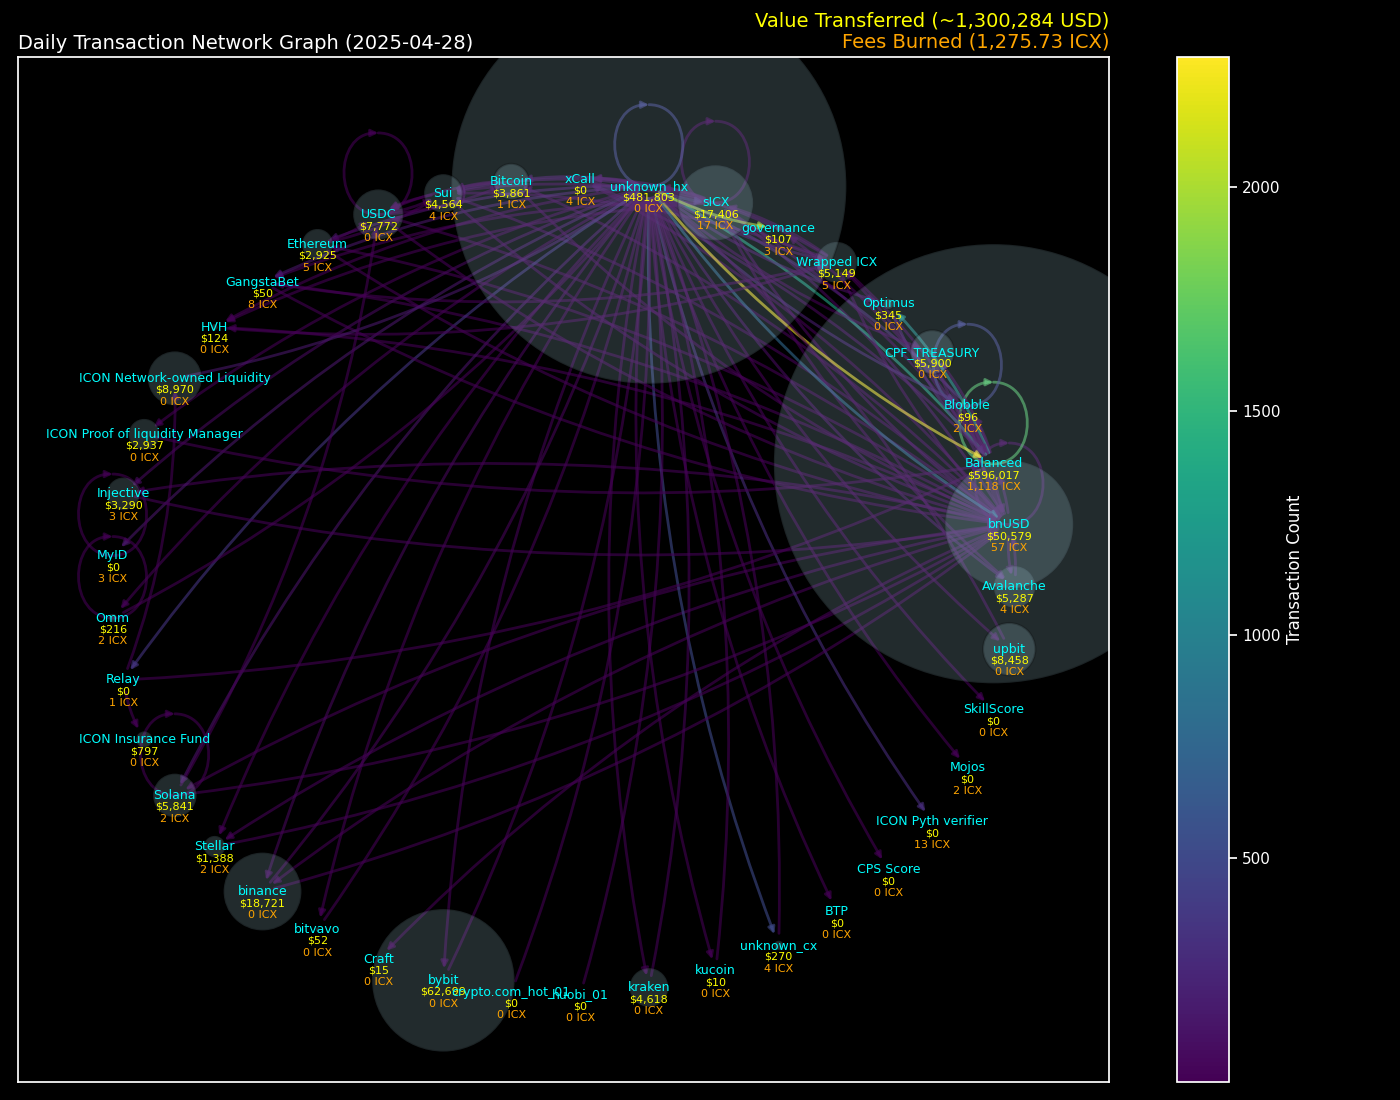 Value Transferred (~1,300,284 USD)
Daily Transaction Network Graph (2025-04-28)
Fees Burned (1,275.73 ICX)
xCall
$0
4 ICX
Bitcoin
$3,861
1 ICX
unknown_hx
$481,803
0 ICX
Sui
$4,564
4 ICX
sICX
$17,406
17 ICX
USDC
$7,772
0 ICX
governance
$107
3 ICX
Ethereum
$2,925
5 ICX
Wrapped ICX
$5,149
5 ICX
GangstaBet
$50
8 ICX
Optimus
$345
0 ICX
HVH
$124
0 ICX
CPF_TREASURY
$5,900
0 ICX
ICON Network-owned Liquidity
$8,970
0 ICX
Blobble
$96
2 ICX
ICON Proof of liquidity Manager
$2,937
0 ICX
Balanced
$596,017
1,118 ICX
Injective
$3,290
3 ICX
bnUSD
$50,579
57 ICX
MyID
$0
3 ICX
Avalanche
$5,287
4 ICX
Omm
$216
2 ICX
upbit
$8,458
0 ICX
Relay
$0
1 ICX
SkillScore
$0
0 ICX
ICON Insurance Fund
$797
0 ICX
Mojos
$0
2 ICX
Solana
$5,841
2 ICX
ICON Pyth verifier
$0
13 ICX
Stellar
$1,388
2 ICX
CPS Score
$0
0 ICX
binance
$18,721
0 ICX
BTP
$0
0 ICX
bitvavo
$52
0 ICX
unknown_cx
$270
4 ICX
Craft
$15
0 ICX
kucoin
$10
0 ICX
bybit
0 ICX
crypto.com_hot_01
$0
0 ICX
huobi_01
$0
0 ICX
kraken
$4,618
0 ICX
2000
1500
1000
500
Transaction Count